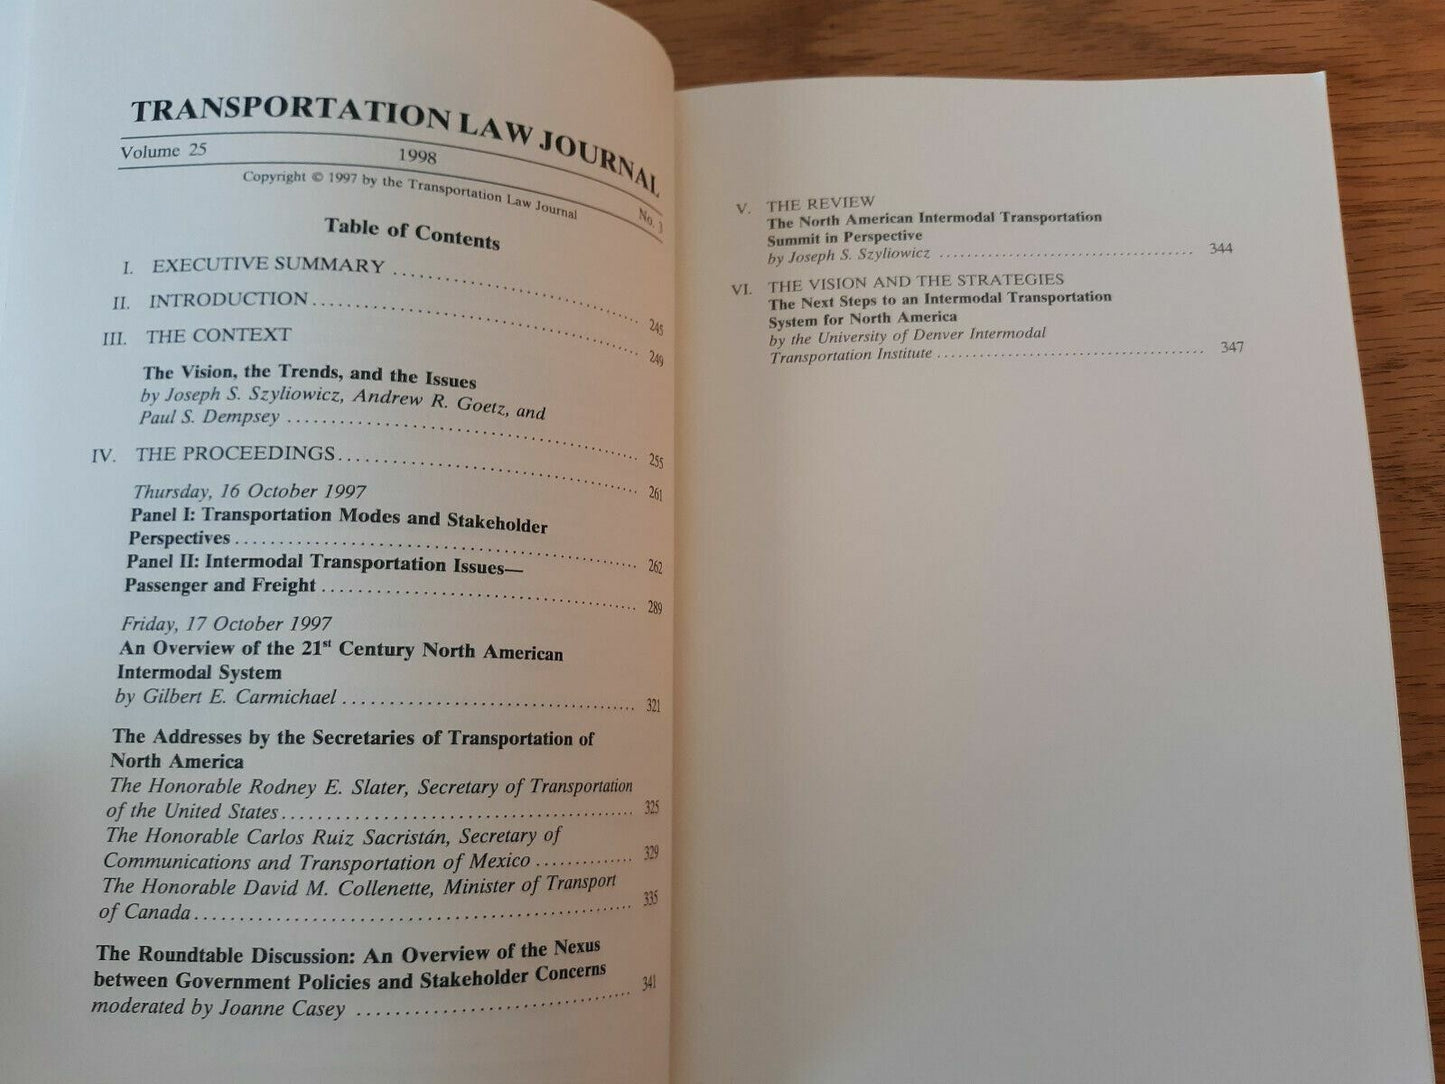 TRANSPORTATION LAW JOURNAL
Volume 25 1998 No. 3
Copyright © 1997 by the Transportation Law Journal
Table of Contents
I. EXECUTIVE SUMMARY ........................ 245
II. INTRODUCTION ........................ 249
III. THE CONTEXT
The Vision, the Trends, and the Issues
by Joseph S. Szyliowicz, Andrew R. Goetz, and
Paul S. Dempsey ........................ 255
IV. THE PROCEEDINGS ........................ 261
Thursday, 16 October 1997
Panel I: Transportation Modes and Stakeholder
Perspectives ........................ 262
Panel II: Intermodal Transportation Issues—
Passenger and Freight ........................ 289
Friday, 17 October 1997
An Overview of the 21st Century North American
Intermodal System
by Gilbert E. Carmichael ........................ 321
The Addresses by the Secretaries of Transportation of
North America
The Honorable Rodney E. Slater, Secretary of Transportation
of the United States ........................ 325
The Honorable Carlos Ruiz Sacristán, Secretary of
Communications and Transportation of Mexico .............. 329
The Honorable David M. Collenette, Minister of Transport
of Canada ........................ 335
The Roundtable Discussion: An Overview of the Nexus
between Government Policies and Stakeholder Concerns
moderated by Joanne Casey ........................ 341
V. THE REVIEW
The North American Intermodal Transportation
Summit in Perspective
by Joseph S. Szyliowicz ........................ 344
VI. THE VISION AND THE STRATEGIES
The Next Steps to an Intermodal Transportation
System for North America
by the University of Denver Intermodal
Transportation Institute ........................ 347